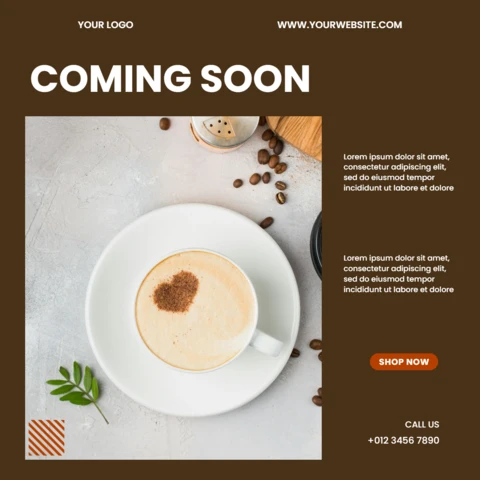 YOUR LOGO
WWW.YOURWEBSITE.COM
COMING SOON
Lorem ipsum dolor sit amet,
consectetur adipiscing elit,
sed do eiusmod tempor
incididunt ut labore et dolore
Lorem ipsum dolor sit amet,
consectetur adipiscing elit,
sed do eiusmod tempor
incididunt ut labore et dolore
SHOP NOW
CALL US
+012 3456 7890